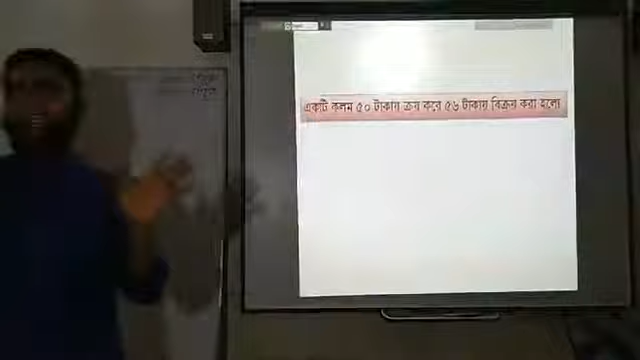 একটি কলম ৫০ টাকায় ক্রয় করে ৫৬ টাকায় বিক্রয় করা হলো